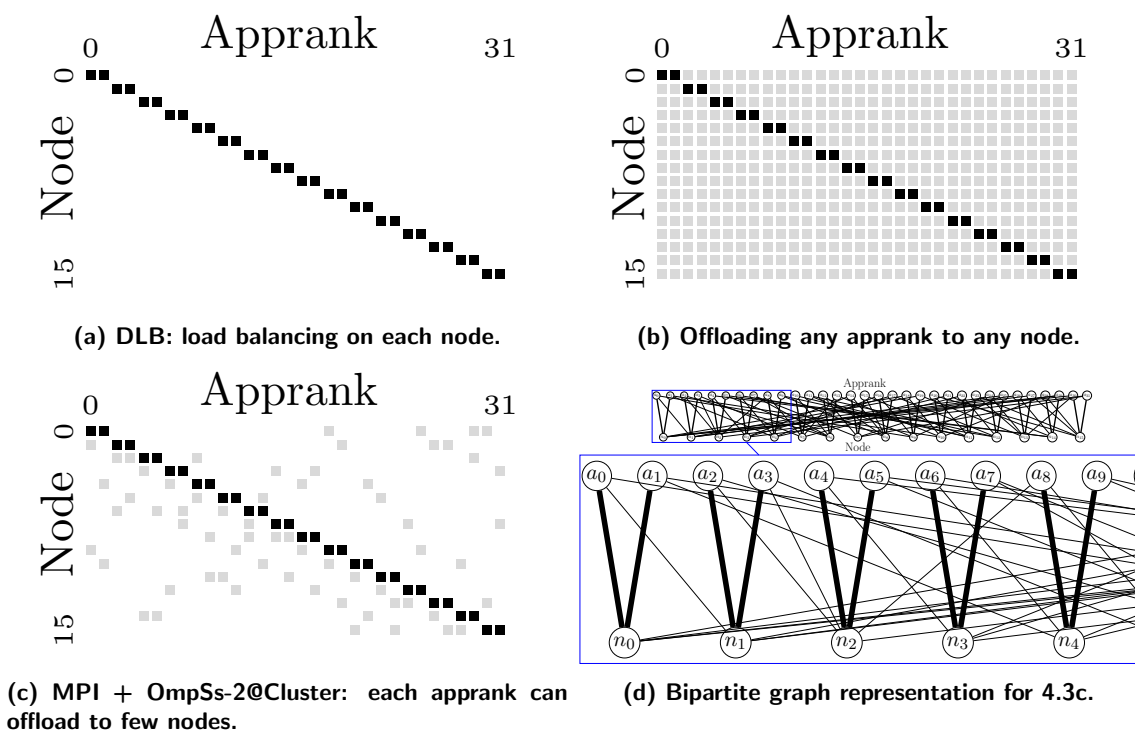 Apprank
0 31
Node
0
15
(a) DLB: load balancing on each node.
Apprank
0 31
Node
0
15
(b) Offloading any apprank to any node.
Apprank
0 31
Node
0
15
(c) MPI + OmpSs-2@Cluster: each apprank can
offload to few nodes.
Apprank
Node
a0 a1 a2 a3 a4 a5 a6 a7 a8 a9
n0 n1 n2 n3 n4
(d) Bipartite graph representation for 4.3c.